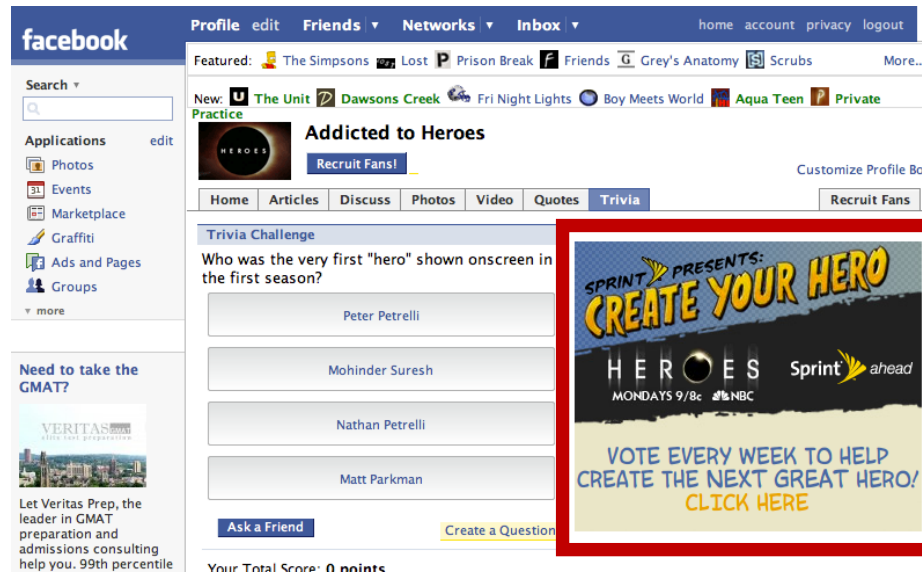 facebook
Profile edit Friends ▾ Networks ▾ Inbox ▾ home account privacy logout
Search ▾
Applications edit
Photos
Events
Marketplace
Graffiti
Ads and Pages
Groups
▾ more
Need to take the
GMAT?
VERITAS GMAT
elite test preparation
Let Veritas Prep, the
leader in GMAT
preparation and
admissions consulting
help you. 99th percentile
Featured: The Simpsons Lost P Prison Break F Friends G Grey's Anatomy [S] Scrubs More..
New: U The Unit D Dawsons Creek Fri Night Lights Boy Meets World Aqua Teen P Private
Practice
HEROES
Addicted to Heroes
Recruit Fans!
Customize Profile Bo
Home Articles Discuss Photos Video Quotes Trivia Recruit Fans
Trivia Challenge
Who was the very first "hero" shown onscreen in
the first season?
Peter Petrelli
Mohinder Suresh
Nathan Petrelli
Matt Parkman
Ask a Friend Create a Question
Your Total Score: 0 points
SPRINT PRESENTS:
CREATE YOUR HERO
HEROES
MONDAYS 9/8c NBC
Sprint ahead
VOTE EVERY WEEK TO HELP
CREATE THE NEXT GREAT HERO!
CLICK HERE